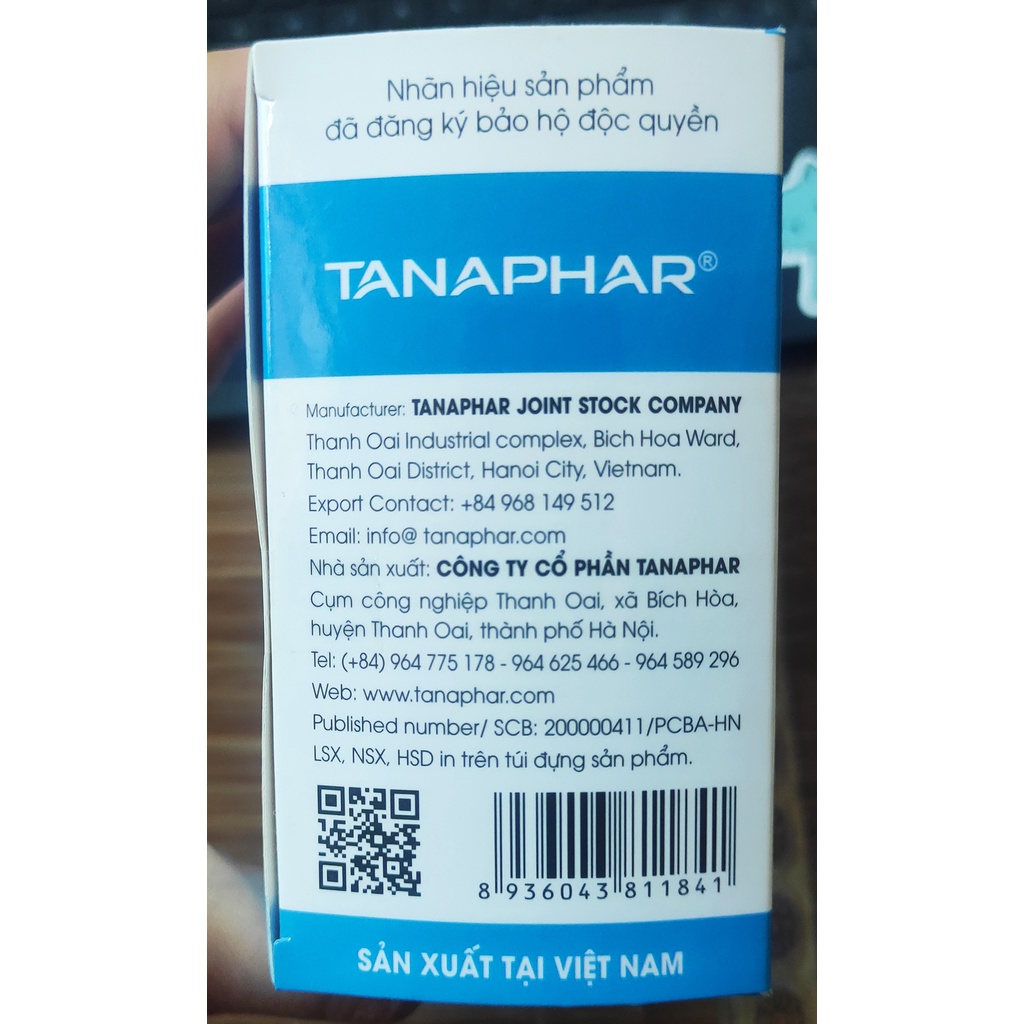 Nhãn hiệu sản phẩm
đã đăng ký bảo hộ độc quyền
TANAPHAR®
Manufacturer: TANAPHAR JOINT STOCK COMPANY
Thanh Oai Industrial complex, Bich Hoa Ward,
Thanh Oai District, Hanoi City, Vietnam.
Export Contact: +84 968 149 512
Email: info@ tanaphar.com
Nhà sản xuất: CÔNG TY CỔ PHẦN TANAPHAR
Cụm công nghiệp Thanh Oai, xã Bích Hòa,
huyện Thanh Oai, thành phố Hà Nội.
Tel: (+84) 964 775 178 - 964 625 466 - 964 589 296
Web: www.tanaphar.com
Published number/ SCB: 200000411/PCBA-HN
LSX, NSX, HSD in trên túi đựng sản phẩm.
8 936043 811841
SẢN XUẤT TẠI VIỆT NAM